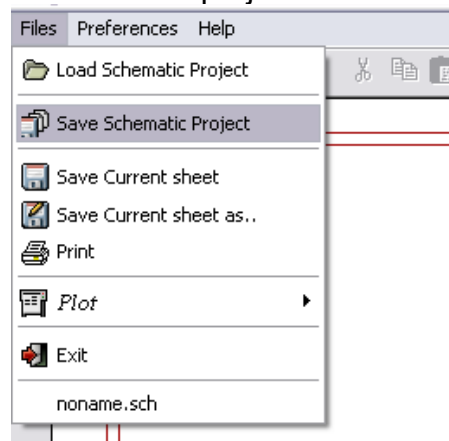 Files Preferences Help
Load Schematic Project
Save Schematic Project
Save Current sheet
Save Current sheet as..
Print
Plot
Exit
noname.sch